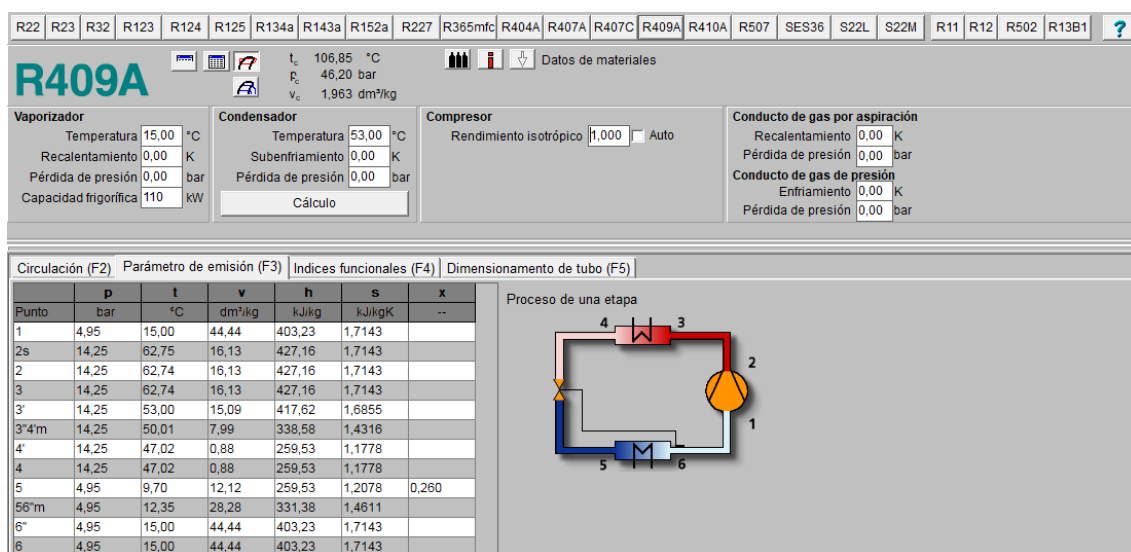 R22 R23 R32 R123 R124 R125 R134a R143a R152a R227 R365mfc R404A R407A R407C R409A R410A R507 SES36 S22L S22M R11 R12 R502 R13B1 ?
R409A
tc 106,85 °C
pc 46,20 bar
vc 1,963 dm³/kg
Datos de materiales
Vaporizador
Temperatura 15,00 °C
Recalentamiento 0,00 K
Pérdida de presión 0,00 bar
Capacidad frigorífica 110 kW
Condensador
Temperatura 53,00 °C
Subenfriamiento 0,00 K
Pérdida de presión 0,00 bar
Cálculo
Compresor
Rendimiento isotrópico 1,000 Auto
Conducto de gas por aspiración
Recalentamiento 0,00 K
Pérdida de presión 0,00 bar
Conducto de gas de presión
Enfriamiento 0,00 K
Pérdida de presión 0,00 bar
Circulación (F2) Parámetro de emisión (F3) Indices funcionales (F4) Dimensionamento de tubo (F5)
p t v h s x
Punto bar °C dm³/kg kJ/kg kJ/kgK --
1 4,95 15,00 44,44 403,23 1,7143
2s 14,25 62,75 16,13 427,16 1,7143
2 14,25 62,74 16,13 427,16 1,7143
3 14,25 62,74 16,13 427,16 1,7143
3' 14,25 53,00 15,09 417,62 1,6855
3"4'm 14,25 50,01 7,99 338,58 1,4316
4' 14,25 47,02 0,88 259,53 1,1778
4 14,25 47,02 0,88 259,53 1,1778
5 4,95 9,70 12,12 259,53 1,2078 0,260
56"m 4,95 12,35 28,28 331,38 1,4611
6" 4,95 15,00 44,44 403,23 1,7143
6 4,95 15,00 44,44 403,23 1,7143
Proceso de una etapa
4 3
2
1
5 6